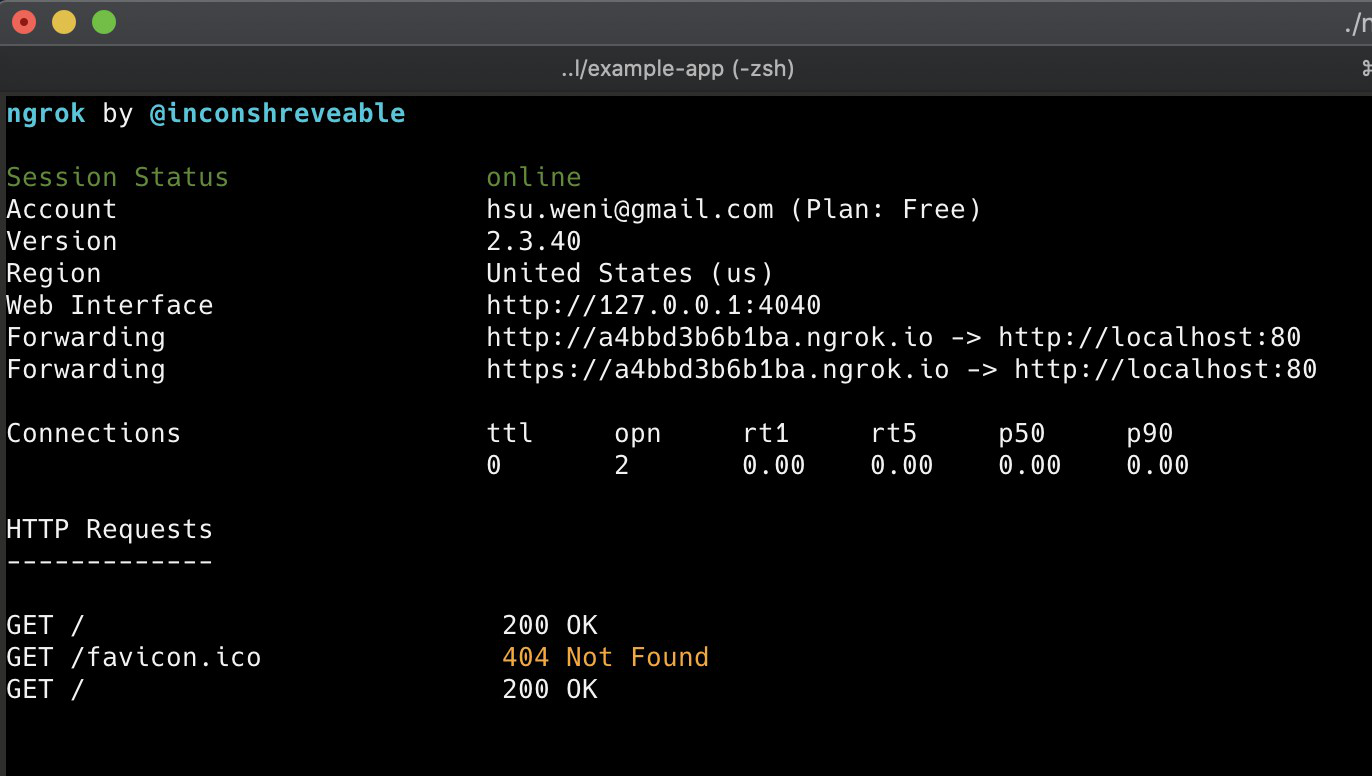 ./n
..l/example-app (-zsh)
ngrok by @inconshreveable
Session Status online
Account hsu.weni@gmail.com (Plan: Free)
Version 2.3.40
Region United States (us)
Web Interface http://127.0.0.1:4040
Forwarding http://a4bbd3b6b1ba.ngrok.io -> http://localhost:80
Forwarding https://a4bbd3b6b1ba.ngrok.io -> http://localhost:80
Connections ttl opn rt1 rt5 p50 p90
0 2 0.00 0.00 0.00 0.00
HTTP Requests
-------------
GET / 200 OK
GET /favicon.ico 404 Not Found
GET / 200 OK